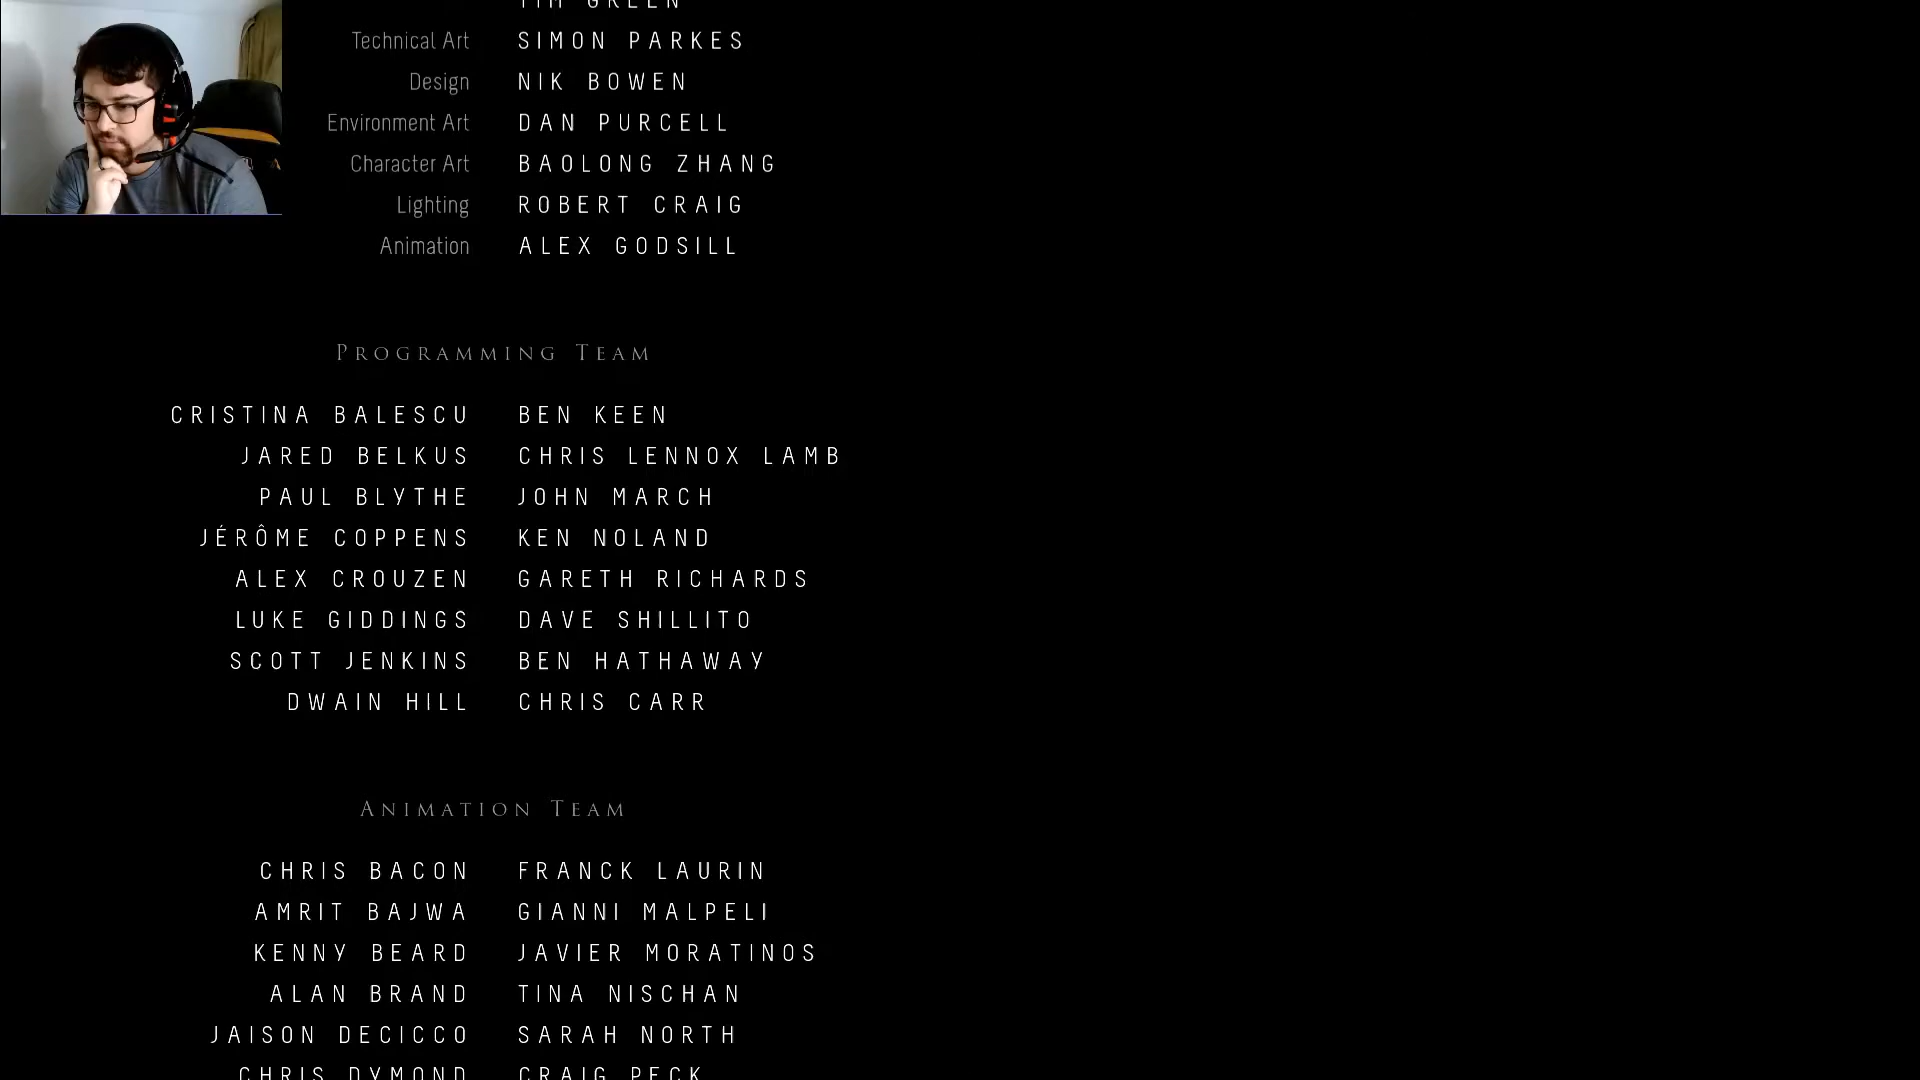 TIM GREEN
Technical Art SIMON PARKES
Design NIK BOWEN
Environment Art DAN PURCELL
Character Art BAOLONG ZHANG
Lighting ROBERT CRAIG
Animation ALEX GODSILL
PROGRAMMING TEAM
CRISTINA BALESCU BEN KEEN
JARED BELKUS CHRIS LENNOX LAMB
PAUL BLYTHE JOHN MARCH
JÉRÔME COPPENS KEN NOLAND
ALEX CROUZEN GARETH RICHARDS
LUKE GIDDINGS DAVE SHILLITO
SCOTT JENKINS BEN HATHAWAY
DWAIN HILL CHRIS CARR
ANIMATION TEAM
CHRIS BACON FRANCK LAURIN
AMRIT BAJWA GIANNI MALPELI
KENNY BEARD JAVIER MORATINOS
ALAN BRAND TINA NISCHAN
JAISON DECICCO SARAH NORTH
CHRIS DYMOND CRAIG PECK